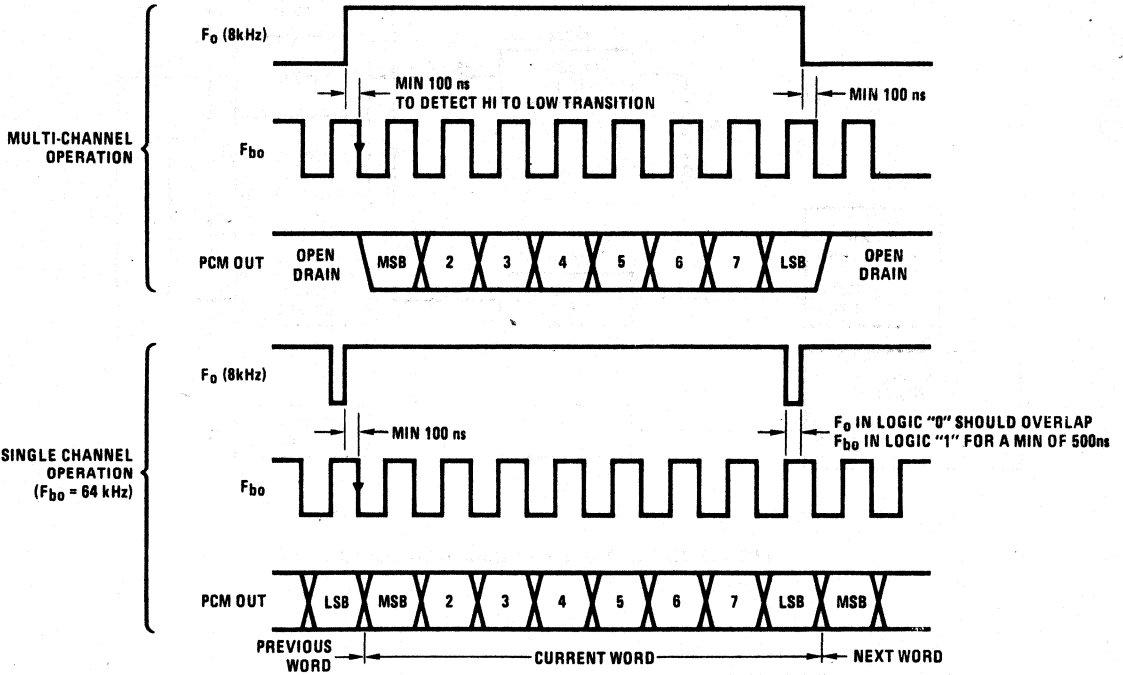 F₀ (8kHz)
MIN 100 ns
TO DETECT HI TO LOW TRANSITION
MIN 100 ns
MULTI-CHANNEL
OPERATION
Fbo
PCM OUT
OPEN
DRAIN
MSB 2 3 4 5 6 7 LSB
OPEN
DRAIN
F₀ (8kHz)
MIN 100 ns
F₀ IN LOGIC "0" SHOULD OVERLAP
Fbo IN LOGIC "1" FOR A MIN OF 500ns
SINGLE CHANNEL
OPERATION
(Fbo = 64 kHz)
Fbo
PCM OUT
LSB MSB 2 3 4 5 6 7 LSB MSB
PREVIOUS
WORD
CURRENT WORD
NEXT WORD